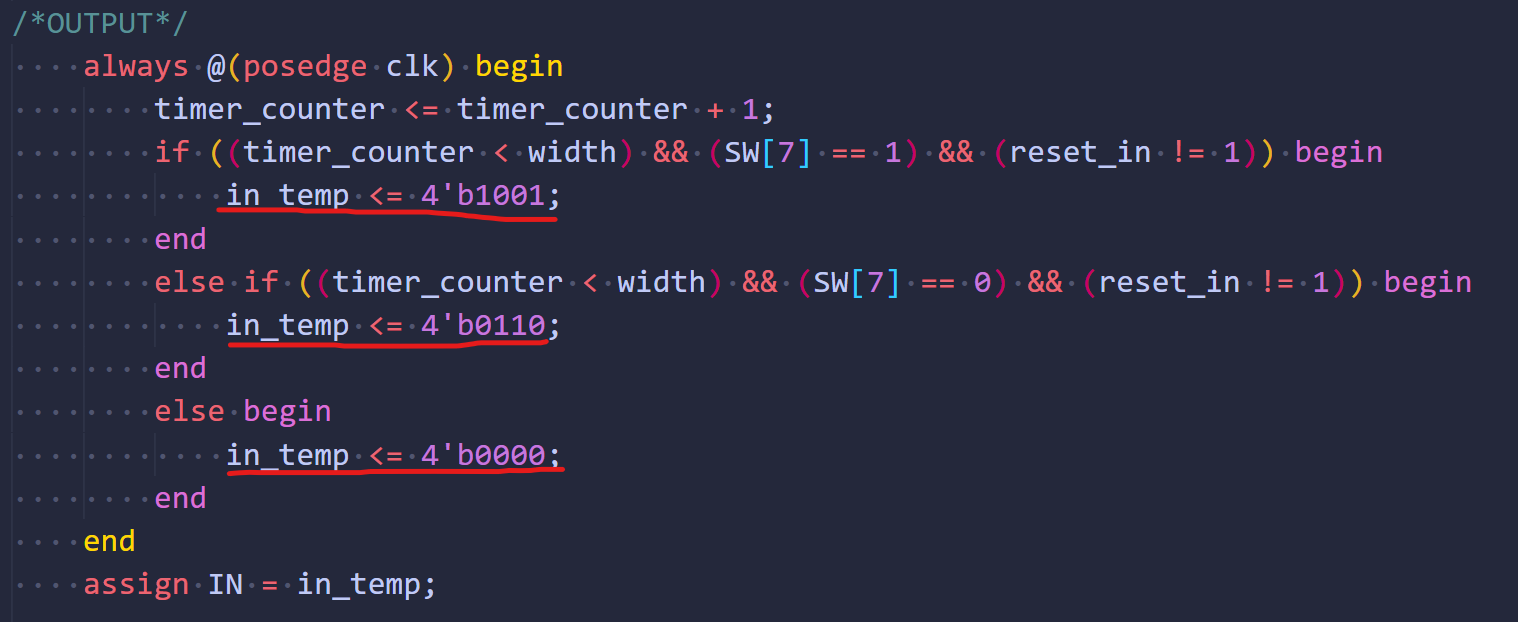 /*OUTPUT*/
always @(posedge clk) begin
timer_counter <= timer_counter + 1;
if ((timer_counter < width) && (SW[7] == 1) && (reset_in != 1)) begin
in_temp <= 4'b1001;
end
else if ((timer_counter < width) && (SW[7] == 0) && (reset_in != 1)) begin
in_temp <= 4'b0110;
end
else begin
in_temp <= 4'b0000;
end
end
assign IN = in_temp;